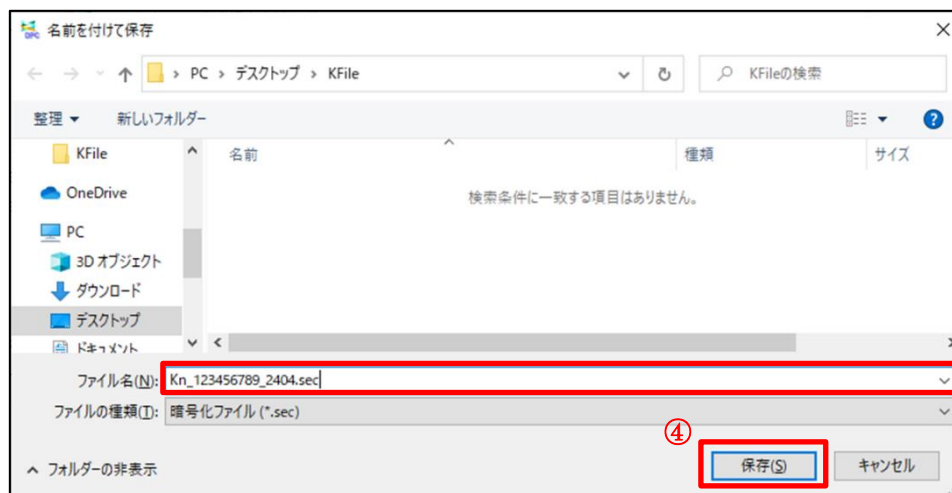 名前を付けて保存
PC › デスクトップ › KFile
KFileの検索
整理 新しいフォルダー
名前 種類 サイズ
検索条件に一致する項目はありません。
KFile
OneDrive
PC
3D オブジェクト
ダウンロード
デスクトップ
ドキュメント
ファイル名(N): Kn_123456789_2404.sec
ファイルの種類(T): 暗号化ファイル (*.sec)
④
フォルダーの非表示
保存(S) キャンセル